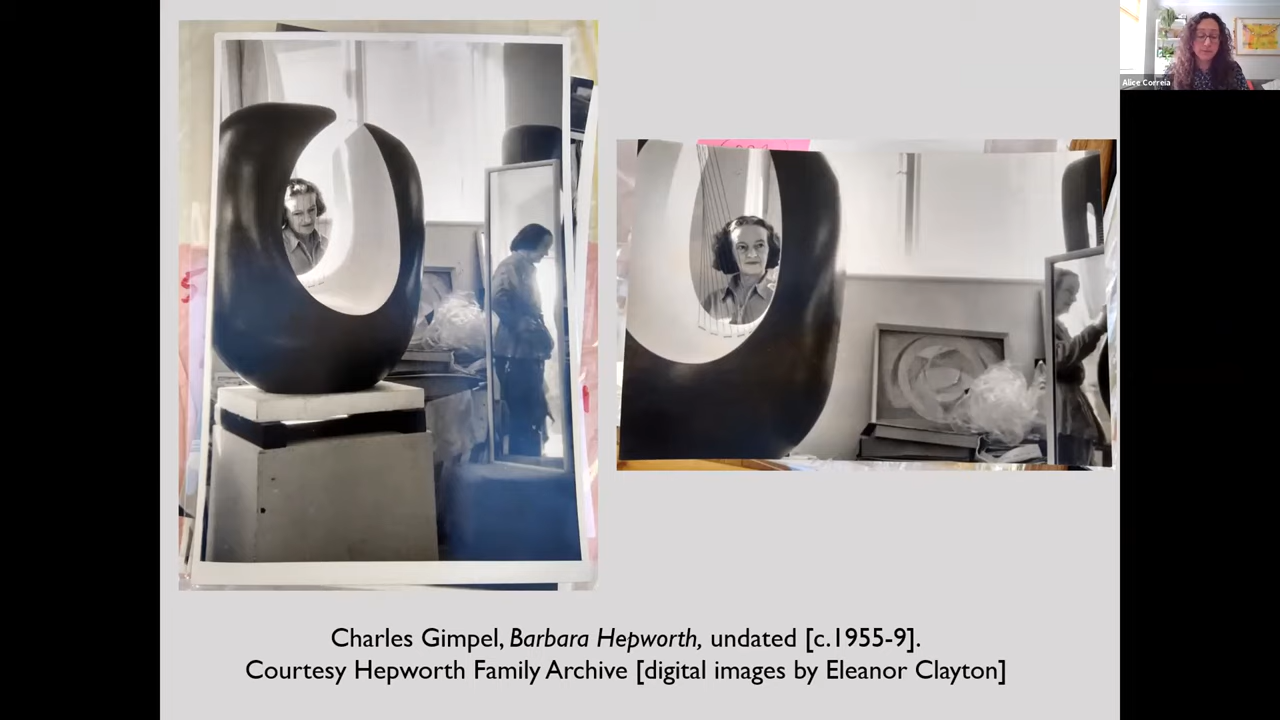 Alice Correia
Charles Gimpel, Barbara Hepworth, undated [c.1955-9].
Courtesy Hepworth Family Archive [digital images by Eleanor Clayton]